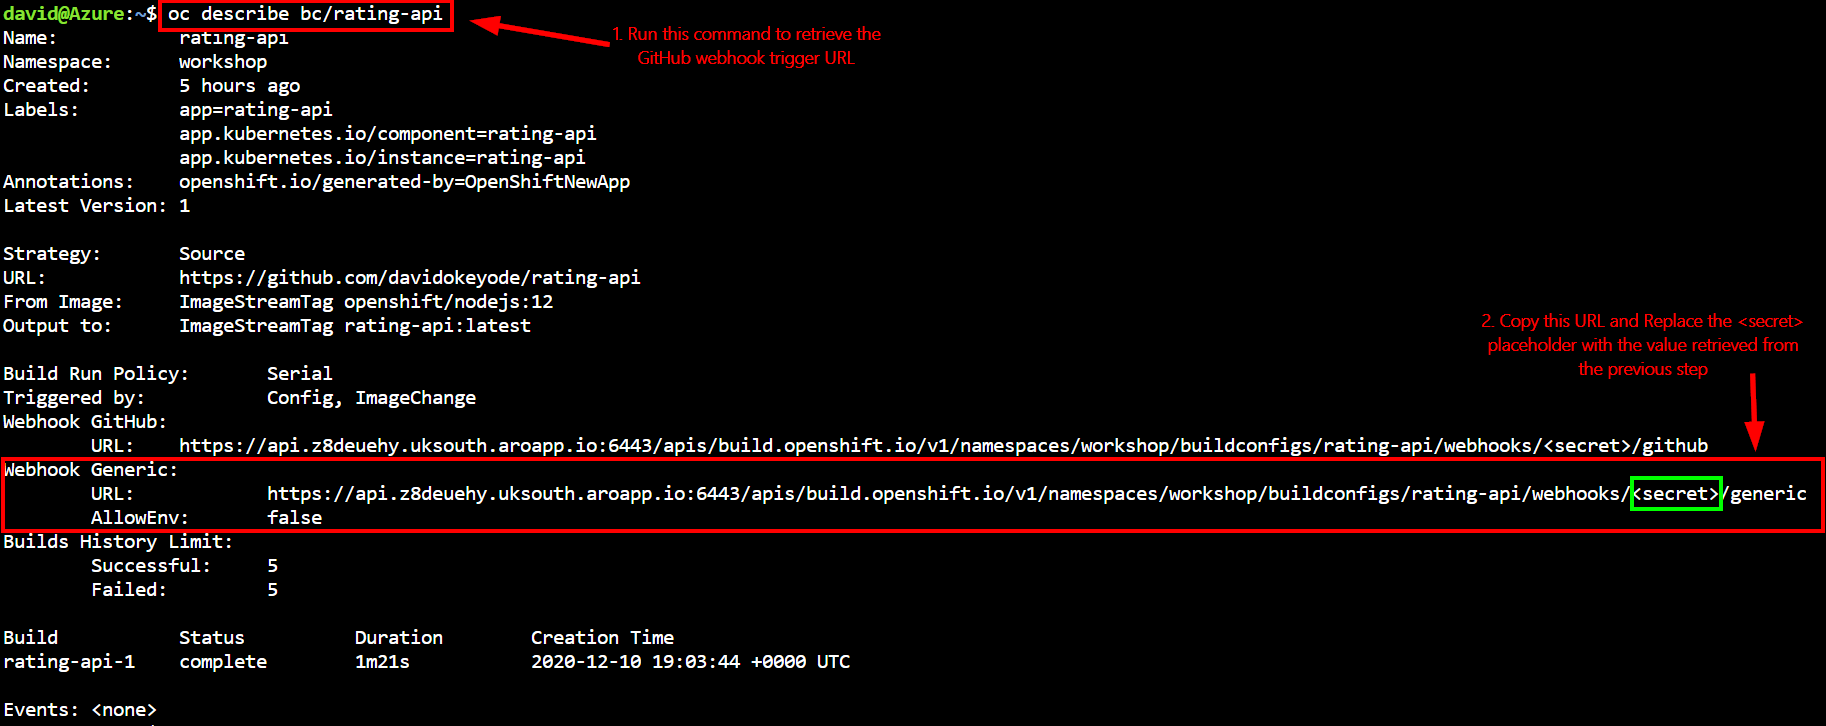 david@Azure:~$ oc describe bc/rating-api
1. Run this command to retrieve the
GitHub webhook trigger URL
Name: rating-api
Namespace: workshop
Created: 5 hours ago
Labels: app=rating-api
app.kubernetes.io/component=rating-api
app.kubernetes.io/instance=rating-api
Annotations: openshift.io/generated-by=OpenShiftNewApp
Latest Version: 1
Strategy: Source
URL: https://github.com/davidokeyode/rating-api
From Image: ImageStreamTag openshift/nodejs:12
Output to: ImageStreamTag rating-api:latest
2. Copy this URL and Replace the <secret>
placeholder with the value retrieved from
the previous step
Build Run Policy: Serial
Triggered by: Config, ImageChange
Webhook GitHub:
URL: https://api.z8deuehy.uksouth.aroapp.io:6443/apis/build.openshift.io/v1/namespaces/workshop/buildconfigs/rating-api/webhooks/<secret>/github
Webhook Generic:
URL: https://api.z8deuehy.uksouth.aroapp.io:6443/apis/build.openshift.io/v1/namespaces/workshop/buildconfigs/rating-api/webhooks/<secret>/generic
AllowEnv: false
Builds History Limit:
Successful: 5
Failed: 5
Build Status Duration Creation Time
rating-api-1 complete 1m21s 2020-12-10 19:03:44 +0000 UTC
Events: <none>